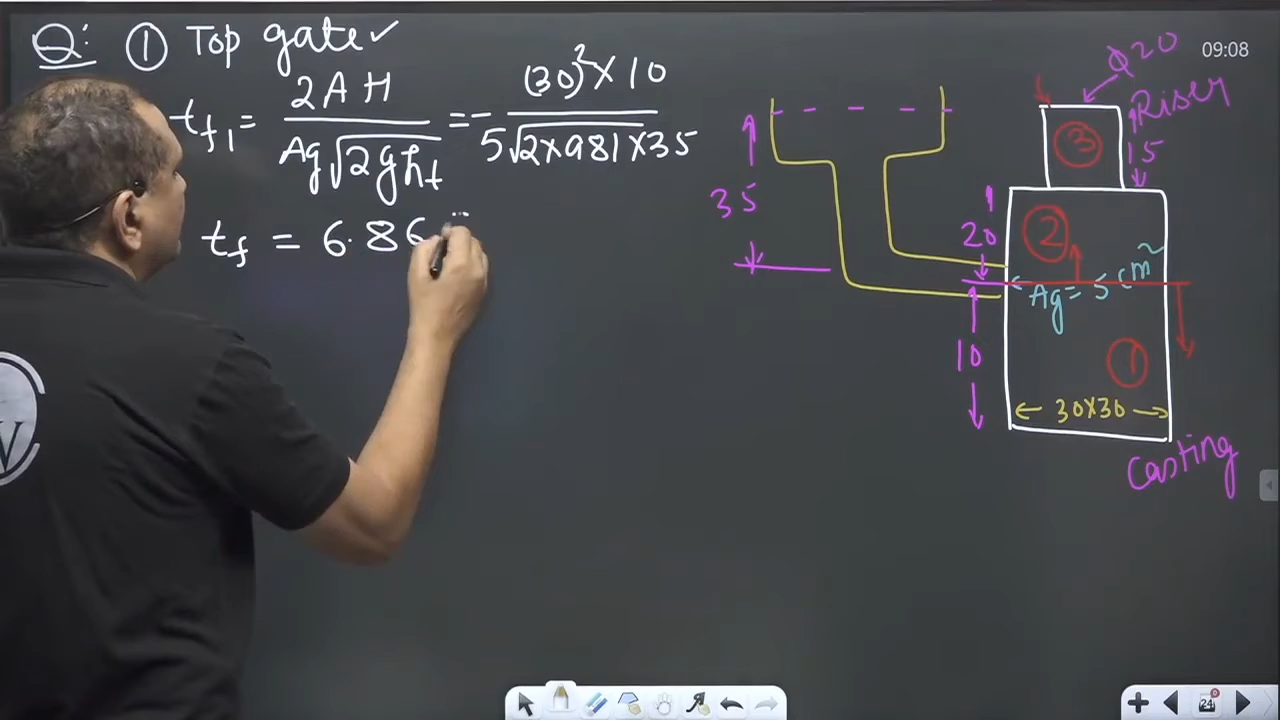 Q: ① Top gate ✓
tf1 = 2AH / Ag√2ght = (30)² × 10 / 5√2×981×35
tf = 6.86
09:08
ϕ20
Riser
③
15
35
20
②
Ag = 5 cm²
10
①
30×30
Casting
W
24